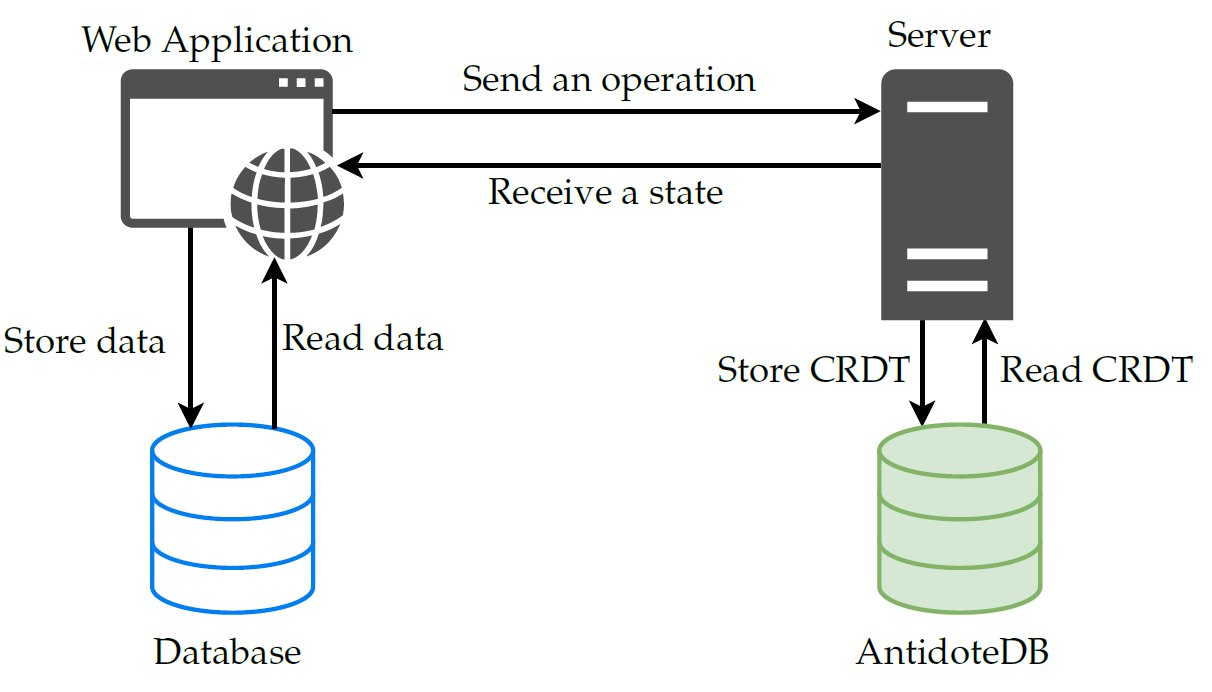 Web Application
Server
Send an operation
Receive a state
Store data
Read data
Store CRDT
Read CRDT
Database
AntidoteDB